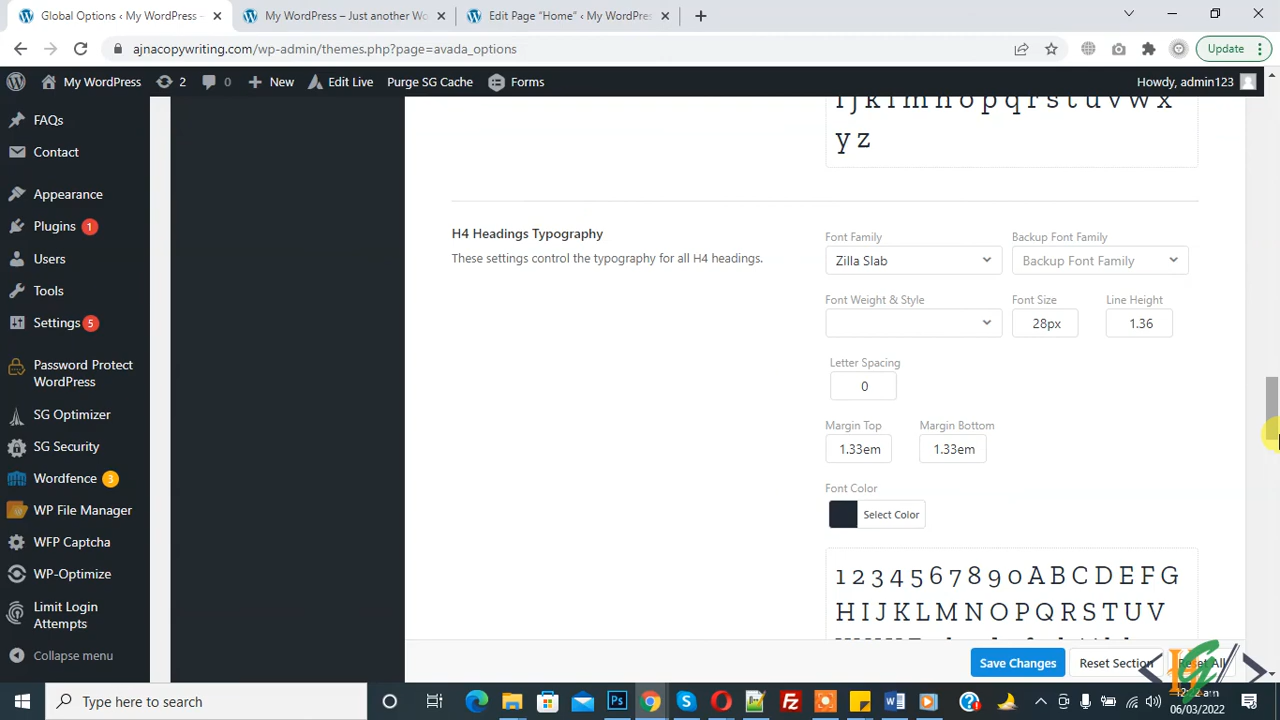 Global Options ‹ My WordPress –
My WordPress – Just another Wo
Edit Page “Home” ‹ My WordPres
ajnacopywriting.com/wp-admin/themes.php?page=avada_options
Update
My WordPress
2
0
New
Edit Live
Purge SG Cache
Forms
Howdy, admin123
FAQs
Contact
Appearance
Plugins 1
Users
Tools
Settings 5
Password Protect
WordPress
SG Optimizer
SG Security
Wordfence 3
WP File Manager
WFP Captcha
WP-Optimize
Limit Login
Attempts
Collapse menu
i j k l m n o p q r s t u v w x
y z
H4 Headings Typography
These settings control the typography for all H4 headings.
Font Family
Backup Font Family
Zilla Slab
Backup Font Family
Font Weight & Style
Font Size
Line Height
28px
1.36
Letter Spacing
0
Margin Top
Margin Bottom
1.33em
1.33em
Font Color
Select Color
1 2 3 4 5 6 7 8 9 0 A B C D E F G
H I J K L M N O P Q R S T U V
Save Changes
Reset Section
Reset All
Type here to search
06/03/2022